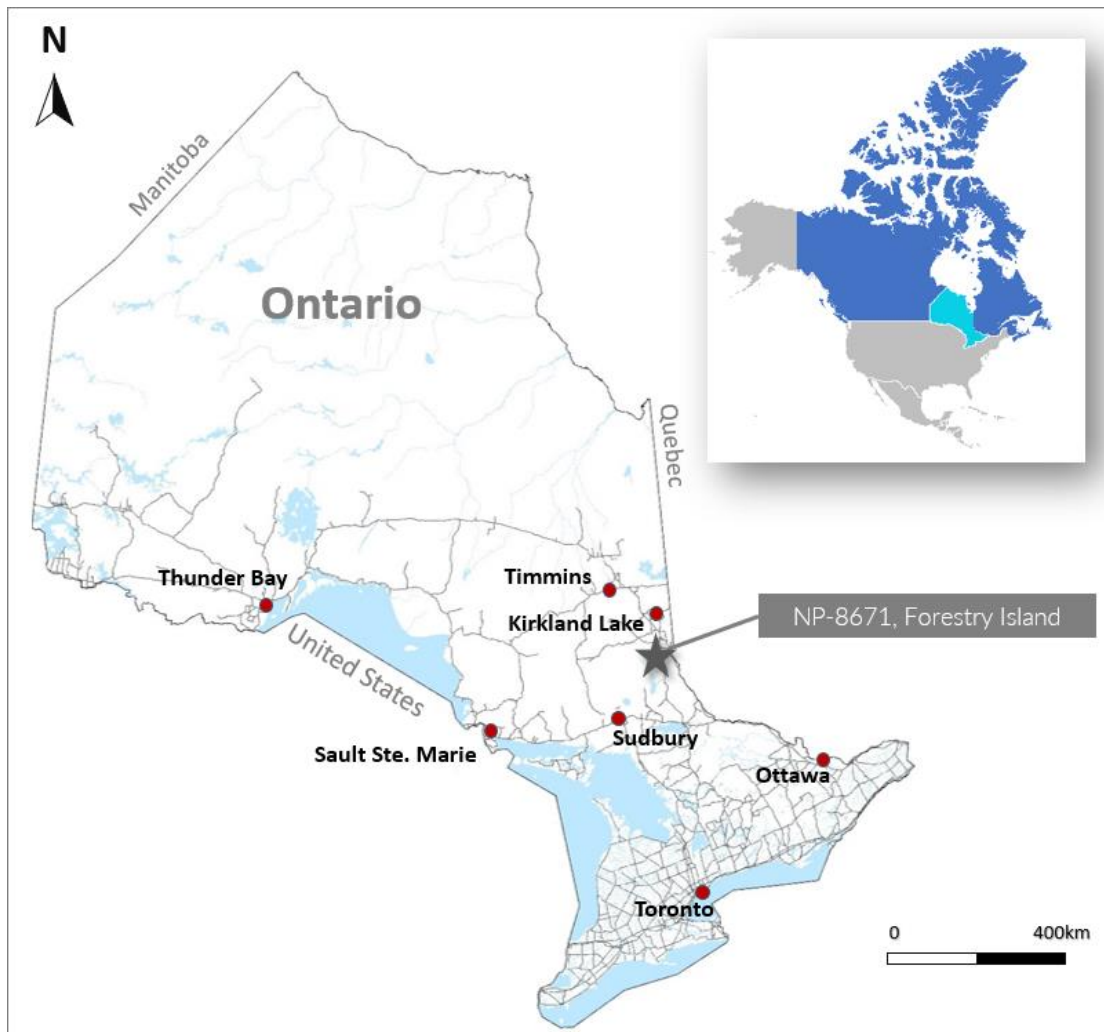 N
Manitoba
Ontario
Quebec
Timmins
Thunder Bay
Kirkland Lake
NP-8671, Forestry Island
United States
Sudbury
Sault Ste. Marie
Ottawa
Toronto
0 400km